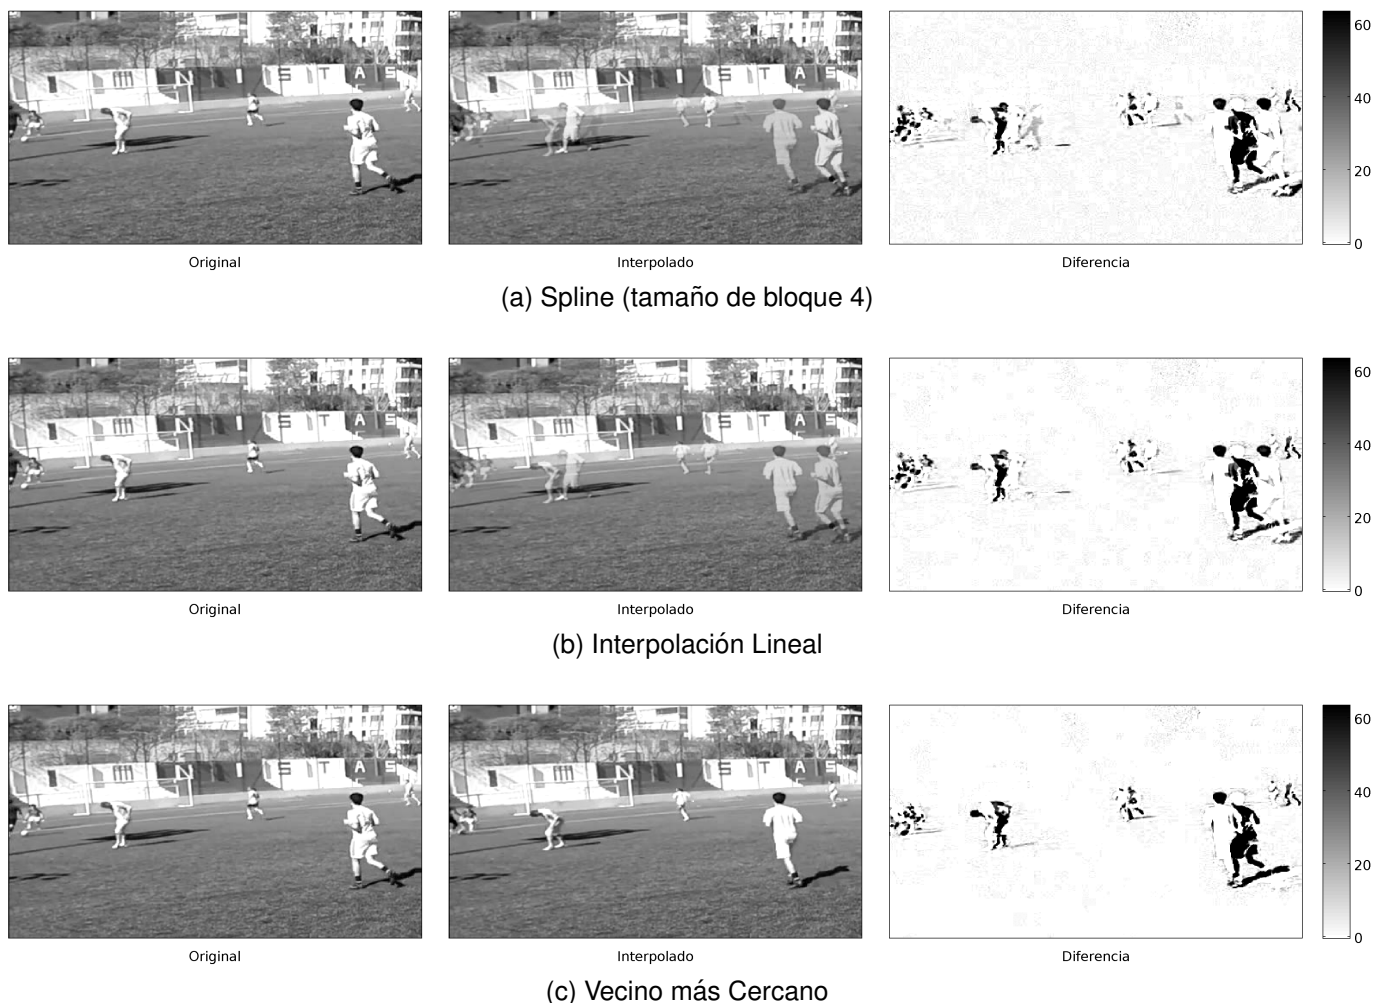 N I S T A S
N I S T A S
60
40
20
0
Original Interpolado Diferencia
(a) Spline (tamaño de bloque 4)
N I S T A S
N I S T A S
60
40
20
0
Original Interpolado Diferencia
(b) Interpolación Lineal
N I S T A S
N I S T A S
60
40
20
0
Original Interpolado Diferencia
(c) Vecino más Cercano